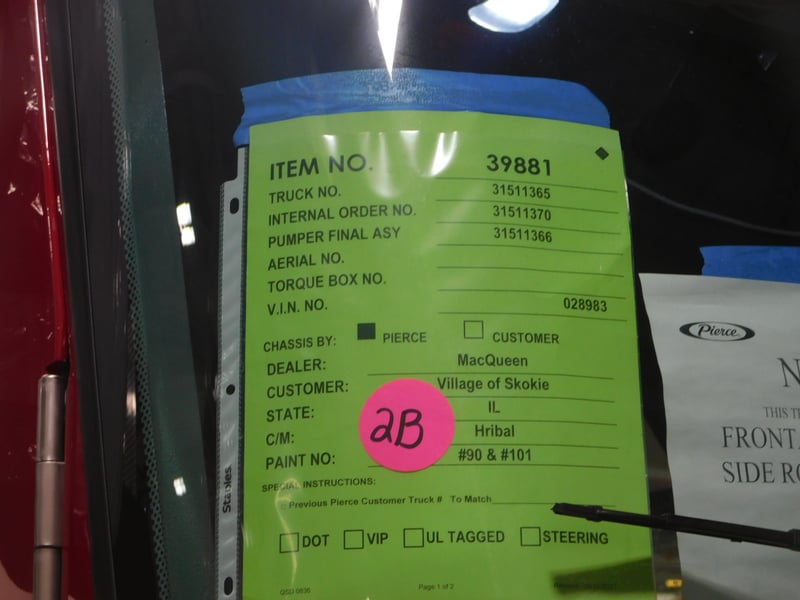 ITEM NO. 39881
TRUCK NO. 31511365
INTERNAL ORDER NO. 31511370
PUMPER FINAL ASY 31511366
AERIAL NO.
TORQUE BOX NO.
V.I.N. NO. 028983
CHASSIS BY: PIERCE CUSTOMER
DEALER: MacQueen
CUSTOMER: Village of Skokie
STATE: IL
C/M: Hribal
PAINT NO: #90 & #101
2B
SPECIAL INSTRUCTIONS:
Previous Pierce Customer Truck # To Match
DOT VIP UL TAGGED STEERING
Page 1 of 2
Staples
Pierce
N
THIS
FRONT
SIDE